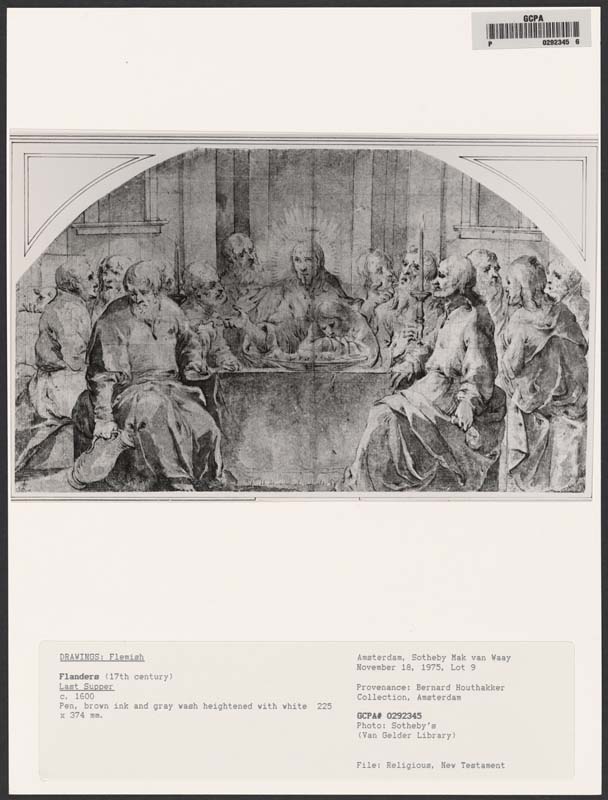 GCPA
P 0292345 6
DRAWINGS: Flemish
Flanders (17th century)
Last Supper
c. 1600
Pen, brown ink and gray wash heightened with white 225
x 374 mm.
Amsterdam, Sotheby Mak van Waay
November 18, 1975, Lot 9
Provenance: Bernard Houthakker
Collection, Amsterdam
GCPA# 0292345
Photo: Sotheby's
(Van Gelder Library)
File: Religious, New Testament